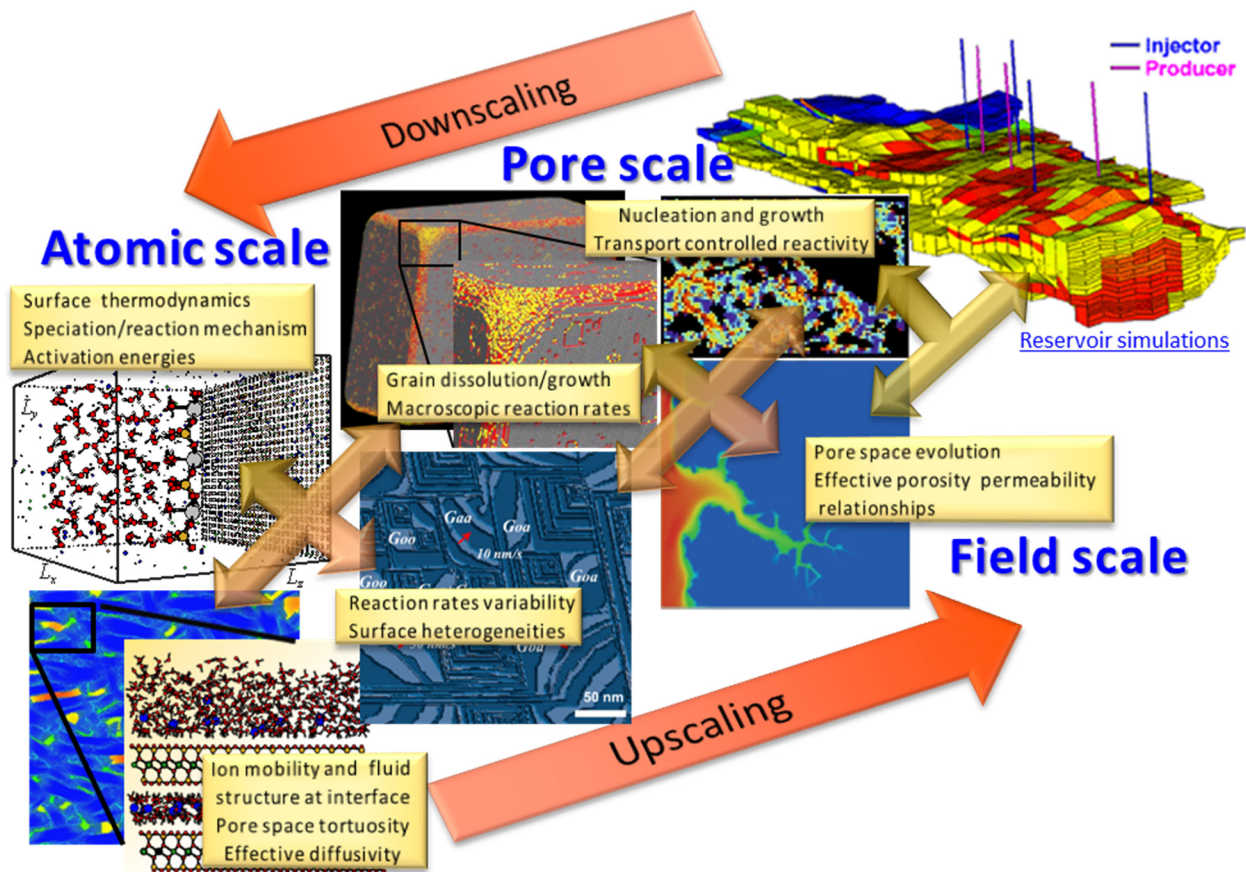 Injector
Producer
Downscaling
Pore scale
Nucleation and growth
Transport controlled reactivity
Atomic scale
Surface thermodynamics
Speciation/reaction mechanism
Activation energies
Reservoir simulations
Grain dissolution/growth
Macroscopic reaction rates
Pore space evolution
Effective porosity permeability
relationships
Field scale
L_y
L_x
L_z
Gaa
Goa
Goo
10 nm/s
Goo
Goa
Reaction rates variability
Surface heterogeneities
Goa
50 nm
Upscaling
Ion mobility and fluid
structure at interface
Pore space tortuosity
Effective diffusivity